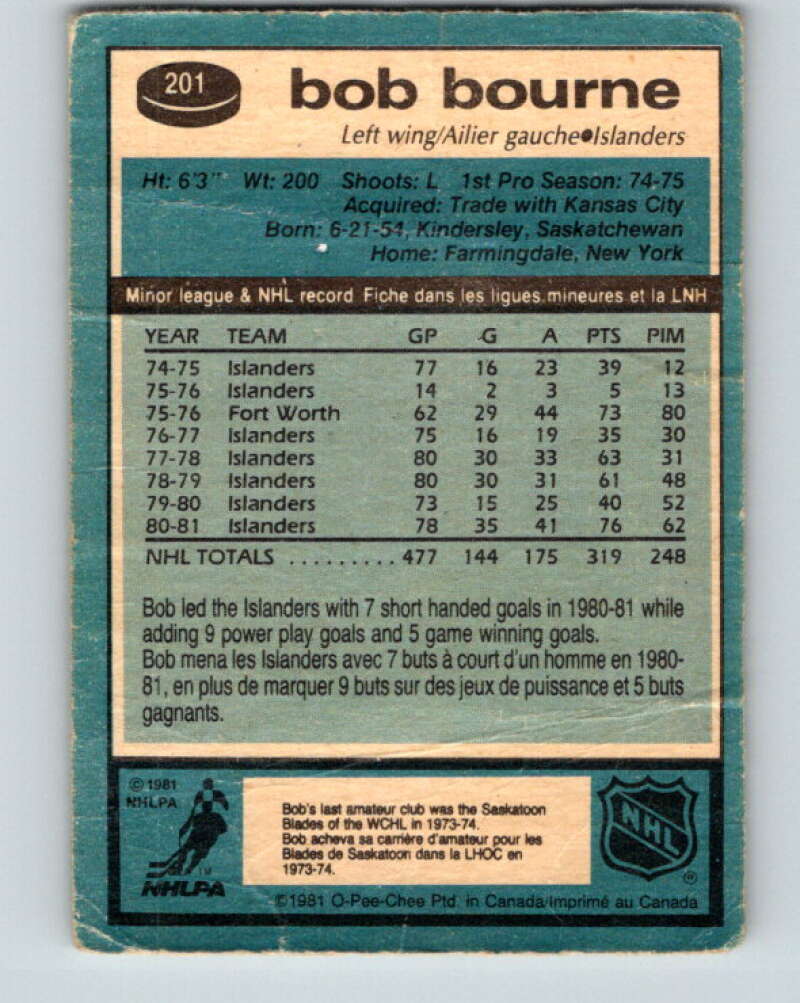 201
bob bourne
Left wing/Ailier gauche●Islanders
Ht: 6'3" Wt: 200 Shoots: L 1st Pro Season: 74-75
Acquired: Trade with Kansas City
Born: 6-21-54, Kindersley, Saskatchewan
Home: Farmingdale, New York
Minor league & NHL record Fiche dans les ligues mineures et la LNH
YEAR TEAM GP G A PTS PIM
74-75 Islanders 77 16 23 39 12
75-76 Islanders 14 2 3 5 13
75-76 Fort Worth 62 29 44 73 80
76-77 Islanders 75 16 19 35 30
77-78 Islanders 80 30 33 63 31
78-79 Islanders 80 30 31 61 48
79-80 Islanders 73 15 25 40 52
80-81 Islanders 78 35 41 76 62
NHL TOTALS ......... 477 144 175 319 248
Bob led the Islanders with 7 short handed goals in 1980-81 while
adding 9 power play goals and 5 game winning goals.
Bob mena les Islanders avec 7 buts à court d'un homme en 1980-
81, en plus de marquer 9 buts sur des jeux de puissance et 5 buts
gagnants.
© 1981
NHLPA
TM
NHLPA
Bob's last amateur club was the Saskatoon
Blades of the WCHL in 1973-74.
Bob acheva sa carrière d'amateur pour les
Blades de Saskatoon dans la LHOC en
1973-74.
NHL
®
©1981 O-Pee-Chee Ptd. in Canada/Imprimé au Canada